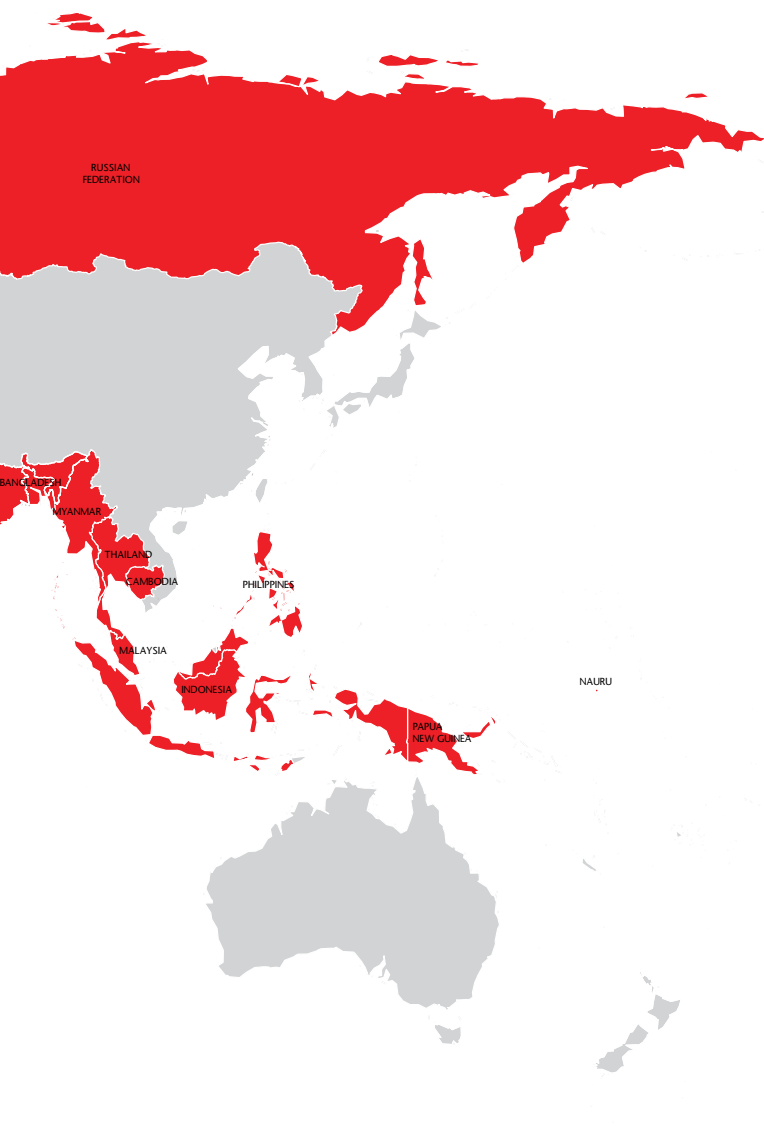 RUSSIAN
FEDERATION
BANGLADESH
MYANMAR
THAILAND
CAMBODIA
PHILIPPINES
MALAYSIA
INDONESIA
NAURU
PAPUA
NEW GUINEA